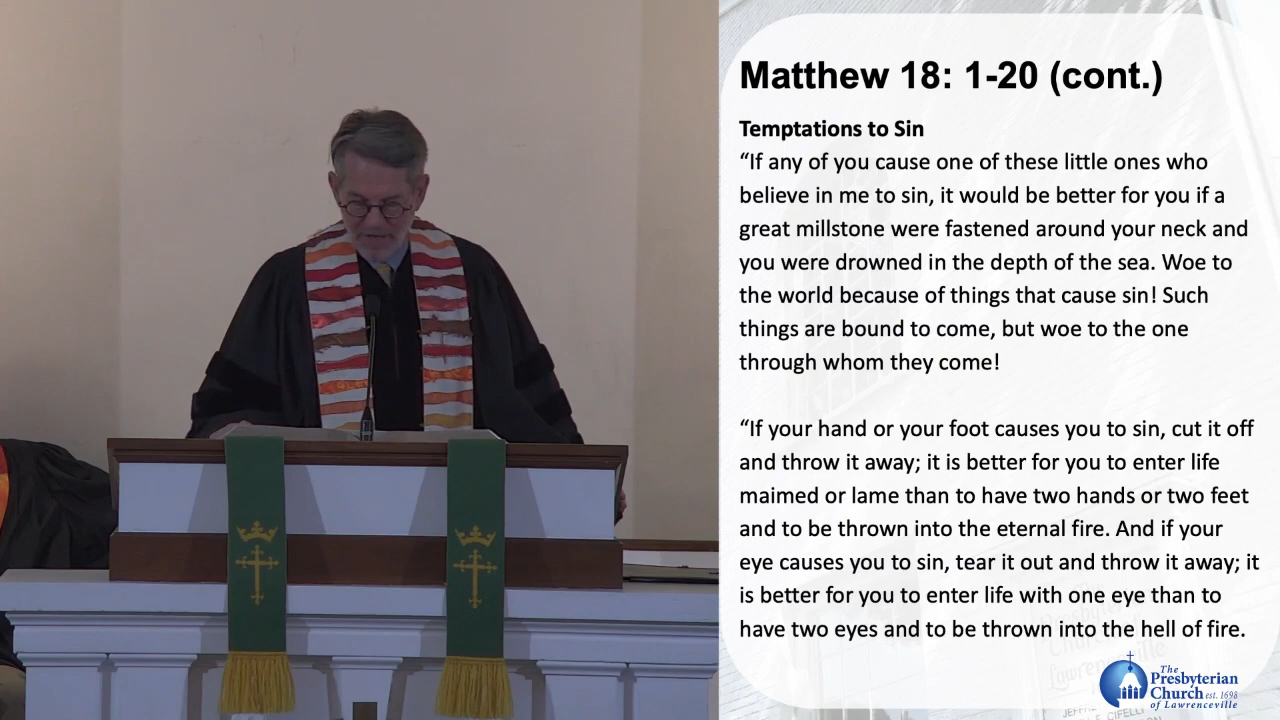 Matthew 18: 1-20 (cont.)
Temptations to Sin
“If any of you cause one of these little ones who
believe in me to sin, it would be better for you if a
great millstone were fastened around your neck and
you were drowned in the depth of the sea. Woe to
the world because of things that cause sin! Such
things are bound to come, but woe to the one
through whom they come!
“If your hand or your foot causes you to sin, cut it off
and throw it away; it is better for you to enter life
maimed or lame than to have two hands or two feet
and to be thrown into the eternal fire. And if your
eye causes you to sin, tear it out and throw it away; it
is better for you to enter life with one eye than to
have two eyes and to be thrown into the hell of fire.
The
Presbyterian
Church est. 1698
of Lawrenceville